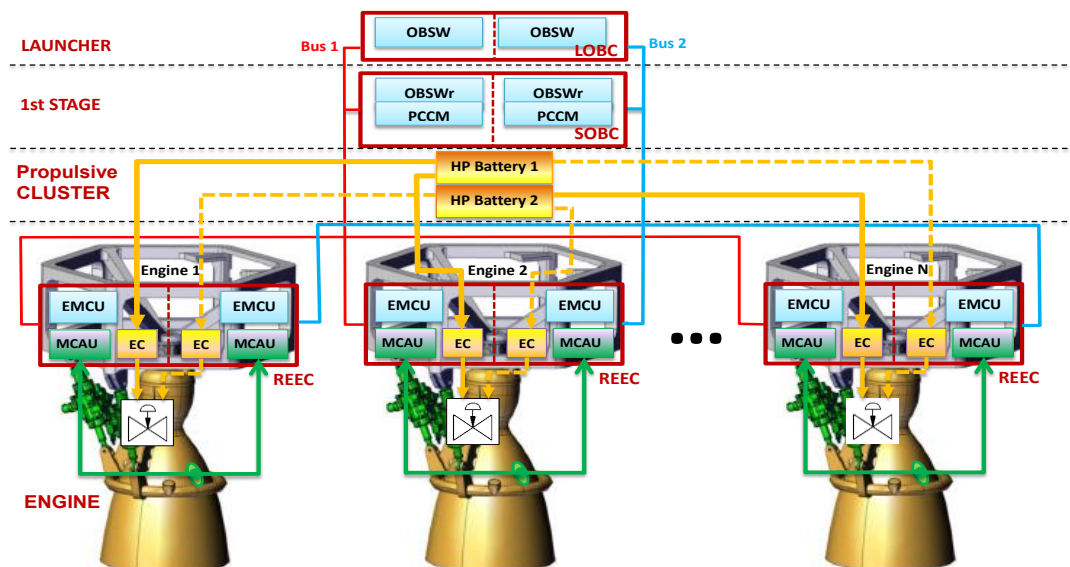 OBSW
OBSW
LAUNCHER
Bus 1
Bus 2
LOBC
OBSWr
OBSWr
1st STAGE
PCCM
PCCM
SOBC
HP Battery 1
Propulsive
CLUSTER
HP Battery 2
Engine 1
Engine 2
Engine N
EMCU
EMCU
EMCU
EMCU
EMCU
EMCU
MCAU
EC
EC
MCAU
MCAU
EC
EC
MCAU
MCAU
EC
EC
MCAU
REEC
REEC
REEC
ENGINE